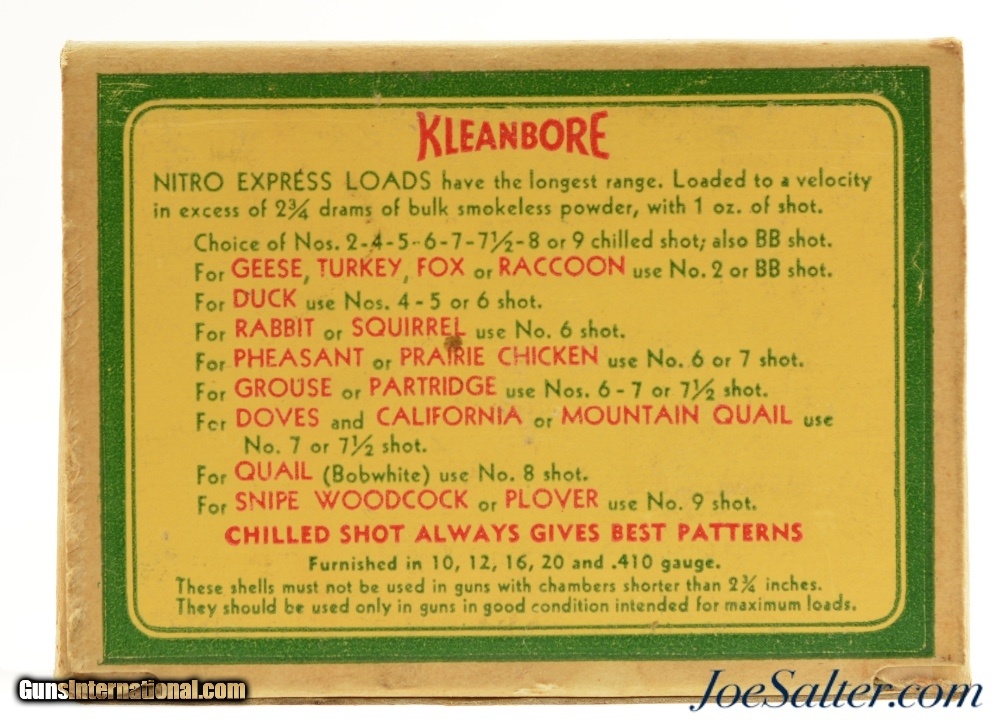 KLEANBORE
NITRO EXPRESS LOADS have the longest range. Loaded to a velocity
in excess of 2¾ drams of bulk smokeless powder, with 1 oz. of shot.
Choice of Nos. 2-4-5-6-7-7½-8 or 9 chilled shot; also BB shot.
For GEESE, TURKEY, FOX or RACCOON use No. 2 or BB shot.
For DUCK use Nos. 4-5 or 6 shot.
For RABBIT or SQUIRREL use No. 6 shot.
For PHEASANT or PRAIRIE CHICKEN use No. 6 or 7 shot.
For GROUSE or PARTRIDGE use Nos. 6-7 or 7½ shot.
For DOVES and CALIFORNIA or MOUNTAIN QUAIL use
No. 7 or 7½ shot.
For QUAIL (Bobwhite) use No. 8 shot.
For SNIPE WOODCOCK or PLOVER use No. 9 shot.
CHILLED SHOT ALWAYS GIVES BEST PATTERNS
Furnished in 10, 12, 16, 20 and .410 gauge.
These shells must not be used in guns with chambers shorter than 2¾ inches.
They should be used only in guns in good condition intended for maximum loads.
GunsInternational.com
JoeSalter.com